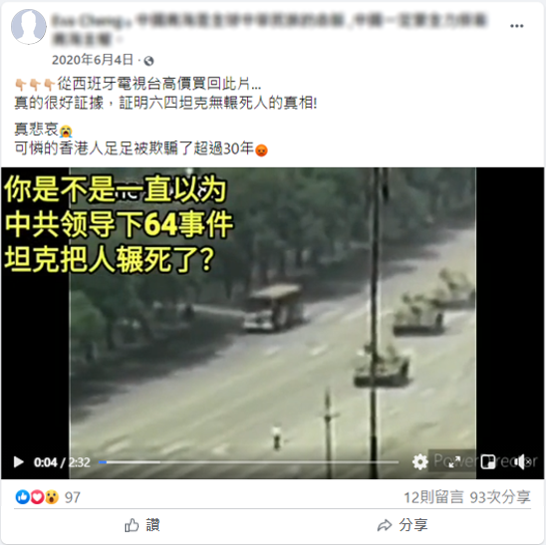 2020年6月4日
👇🏻👇🏻👇🏻從西班牙電視台高價買回此片...
真的很好証據，証明六四坦克無輾死人的真相!
真悲哀😭
可憐的香港人足足被欺騙了超過30年😡
你是不是一直以为
中共领导下64事件
坦克把人辗死了?
0:04 / 2:32
PowerDirector
97
12則留言 93次分享
讚
分享